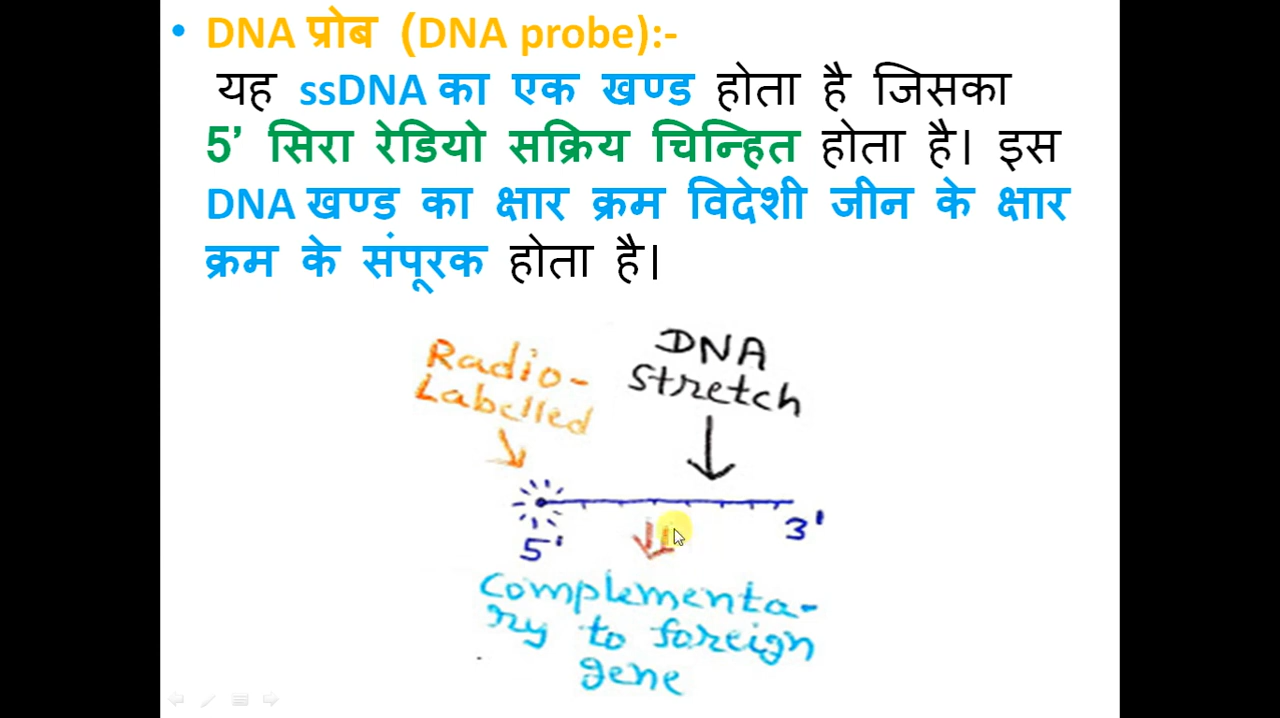 • DNA प्रोब (DNA probe):-
यह ssDNA का एक खण्ड होता है जिसका
5’ सिरा रेडियो सक्रिय चिन्हित होता है। इस
DNA खण्ड का क्षार क्रम विदेशी जीन के क्षार
क्रम के संपूरक होता है।
Radio-
Labelled
DNA
stretch
5'
3'
Complementa-
ry to foreign
gene